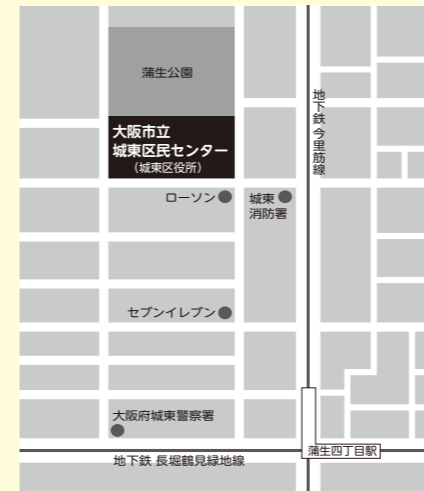 蒲生公園
大阪市立
城東区民センター
(城東区役所)
地下鉄 今里筋線
ローソン
城東
消防署
セブンイレブン
大阪府城東警察署
蒲生四丁目駅
地下鉄 長堀鶴見緑地線